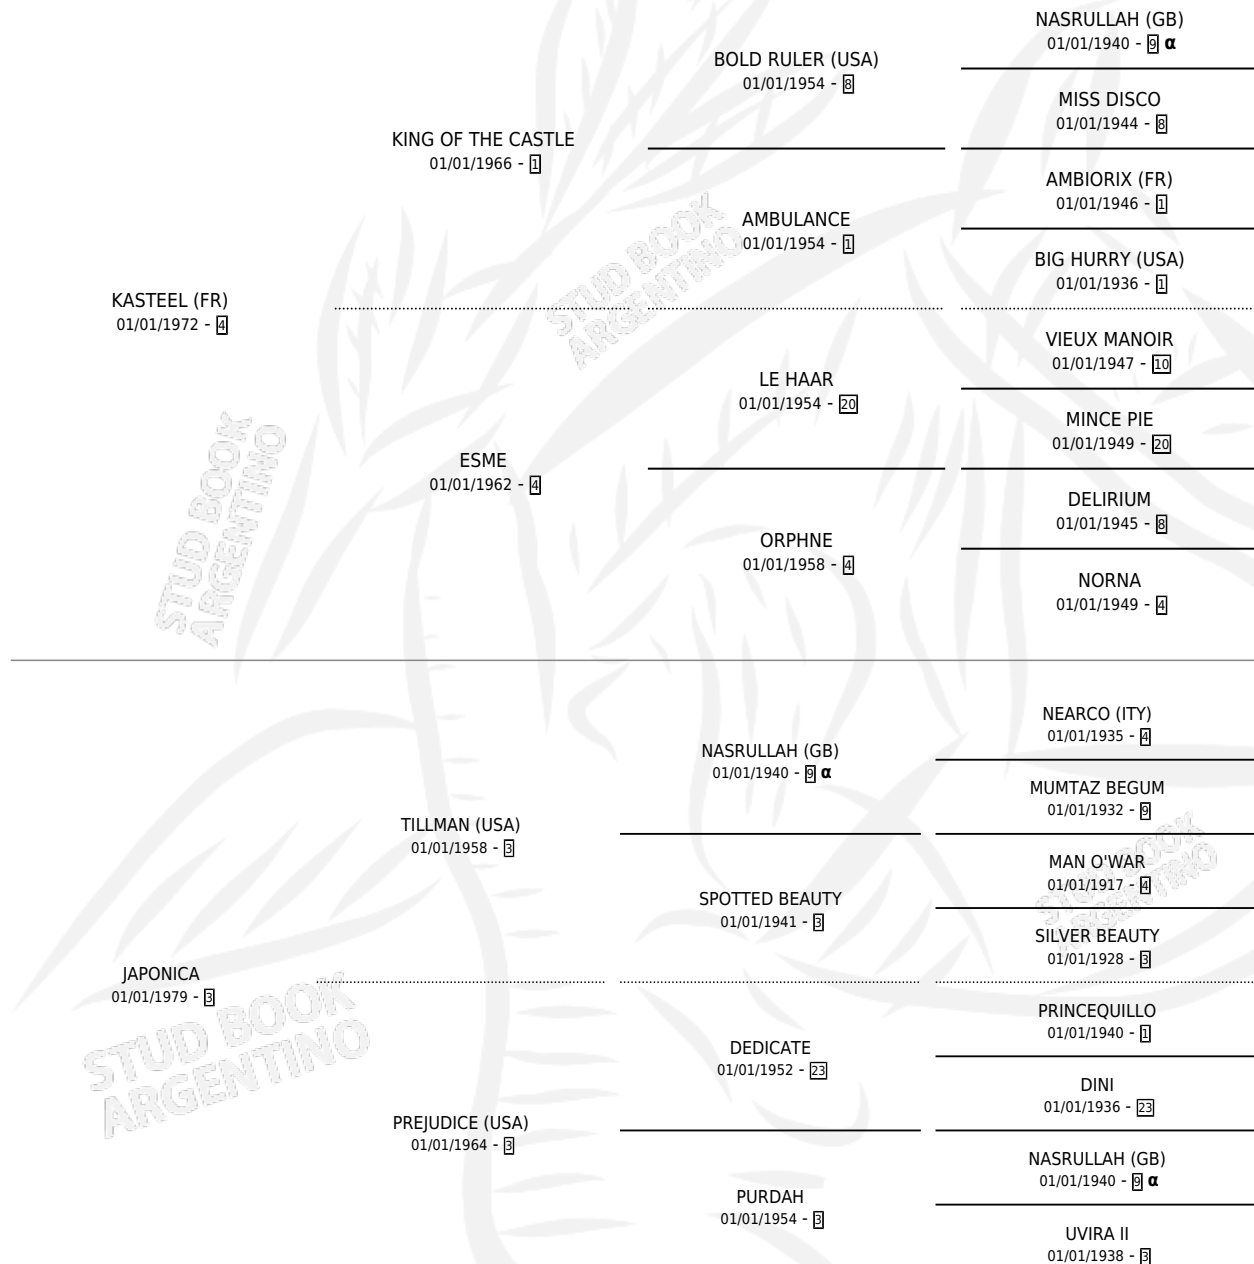 NASRULLAH (GB)
01/01/1940 - 9 α
BOLD RULER (USA)
01/01/1954 - 8
MISS DISCO
01/01/1944 - 8
KING OF THE CASTLE
01/01/1966 - 1
AMBIORIX (FR)
01/01/1946 - 1
AMBULANCE
01/01/1954 - 1
BIG HURRY (USA)
01/01/1936 - 1
KASTEEL (FR)
01/01/1972 - 4
VIEUX MANOIR
01/01/1947 - 10
LE HAAR
01/01/1954 - 20
MINCE PIE
01/01/1949 - 20
ESME
01/01/1962 - 4
DELIRIUM
01/01/1945 - 8
ORPHNE
01/01/1958 - 4
NORNA
01/01/1949 - 4
NEARCO (ITY)
01/01/1935 - 4
NASRULLAH (GB)
01/01/1940 - 9 α
MUMTAZ BEGUM
01/01/1932 - 9
TILLMAN (USA)
01/01/1958 - 3
MAN O'WAR
01/01/1917 - 4
SPOTTED BEAUTY
01/01/1941 - 3
SILVER BEAUTY
01/01/1928 - 3
JAPONICA
01/01/1979 - 3
PRINCEQUILLO
01/01/1940 - 1
DEDICATE
01/01/1952 - 23
DINI
01/01/1936 - 23
PREJUDICE (USA)
01/01/1964 - 3
NASRULLAH (GB)
01/01/1940 - 9 α
PURDAH
01/01/1954 - 3
UVIRA II
01/01/1938 - 3
STUD BOOK
ARGENTINO
STUD BOOK
ARGENTINO
STUD BOOK
ARGENTINO
STUD BOOK
ARGENTINO